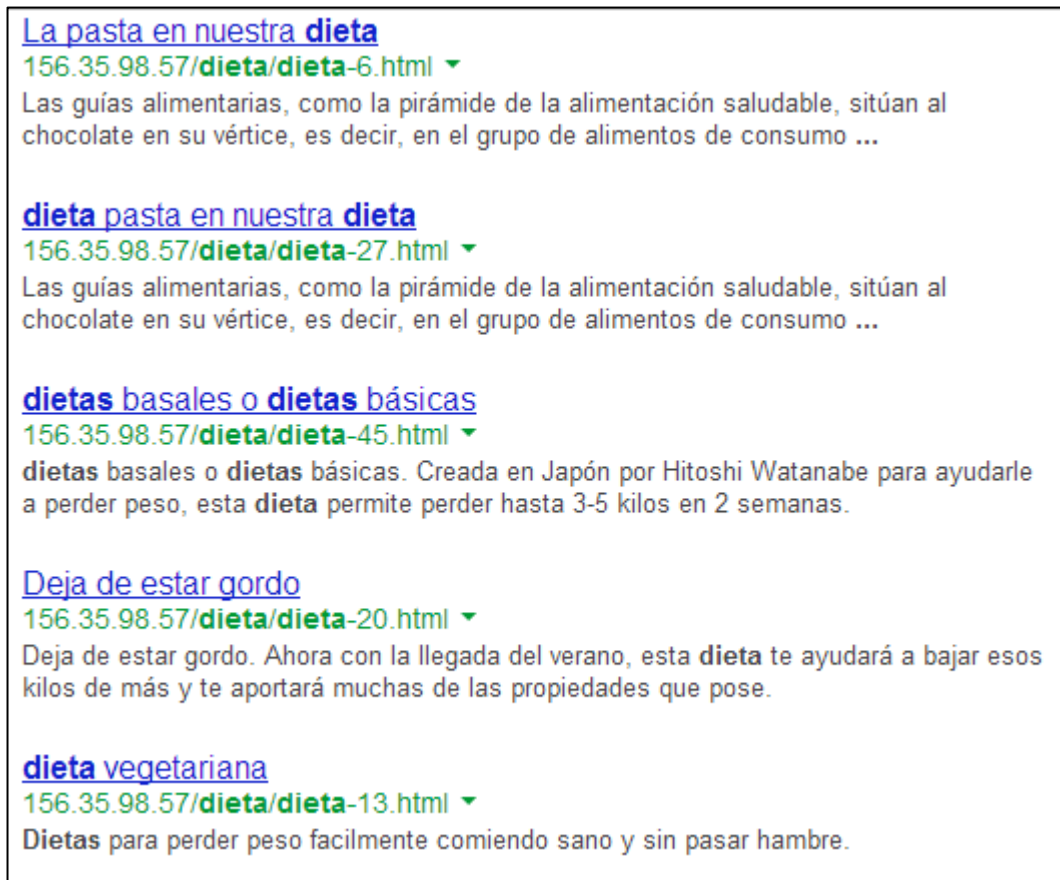 La pasta en nuestra dieta
156.35.98.57/dieta/dieta-6.html
Las guías alimentarias, como la pirámide de la alimentación saludable, sitúan al
chocolate en su vértice, es decir, en el grupo de alimentos de consumo ...
dieta pasta en nuestra dieta
156.35.98.57/dieta/dieta-27.html
Las guías alimentarias, como la pirámide de la alimentación saludable, sitúan al
chocolate en su vértice, es decir, en el grupo de alimentos de consumo ...
dietas basales o dietas básicas
156.35.98.57/dieta/dieta-45.html
dietas basales o dietas básicas. Creada en Japón por Hitoshi Watanabe para ayudarle
a perder peso, esta dieta permite perder hasta 3-5 kilos en 2 semanas.
Deja de estar gordo
156.35.98.57/dieta/dieta-20.html
Deja de estar gordo. Ahora con la llegada del verano, esta dieta te ayudará a bajar esos
kilos de más y te aportará muchas de las propiedades que pose.
dieta vegetariana
156.35.98.57/dieta/dieta-13.html
Dietas para perder peso facilmente comiendo sano y sin pasar hambre.